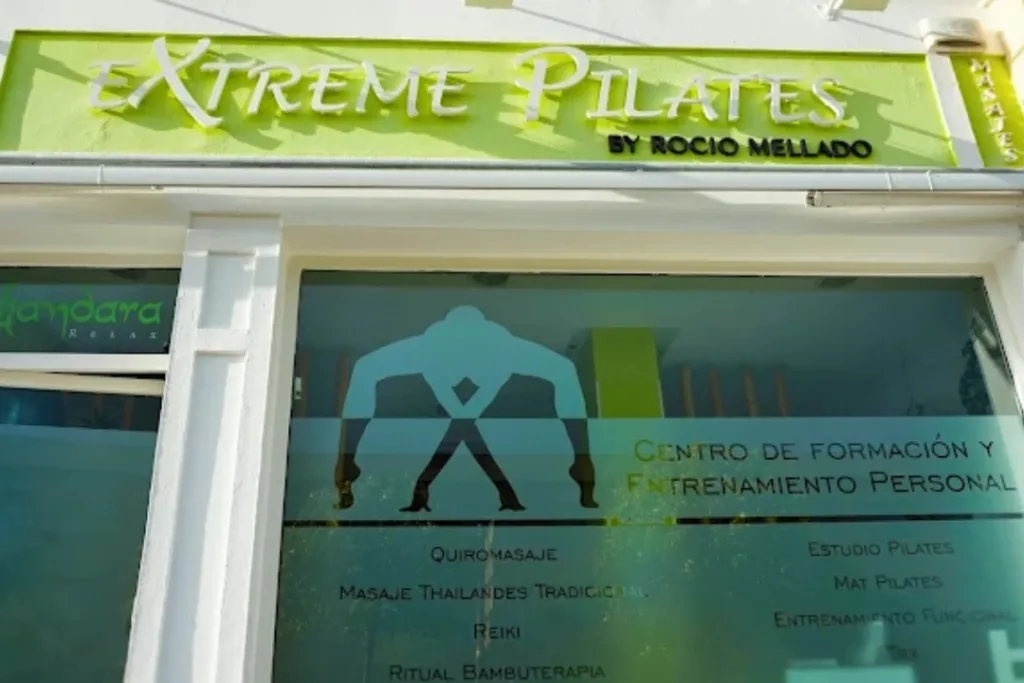 eXtreme Pilates
BY ROCIO MELLADO
RELAX
CENTRO DE FORMACIÓN Y
ENTRENAMIENTO PERSONAL
QUIROMASAJE
MASAJE THAILANDES TRADICIONAL
REIKI
RITUAL BAMBUTERAPIA
ESTUDIO PILATES
MAT PILATES
ENTRENAMIENTO FUNCIONAL
TRX